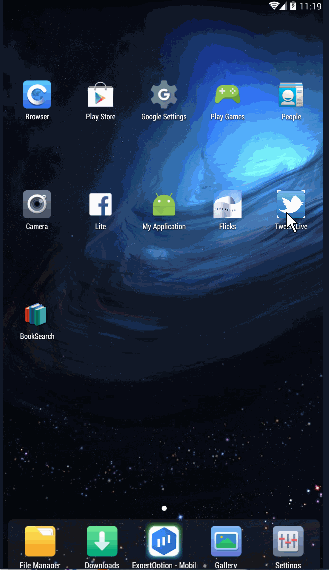 11:19
Browser
Play Store
Google Settings
Play Games
People
Camera
Lite
My Application
Flicks
BookSearch
File Manager
Downloads
ExpertOption - Mobil
Gallery
Settings